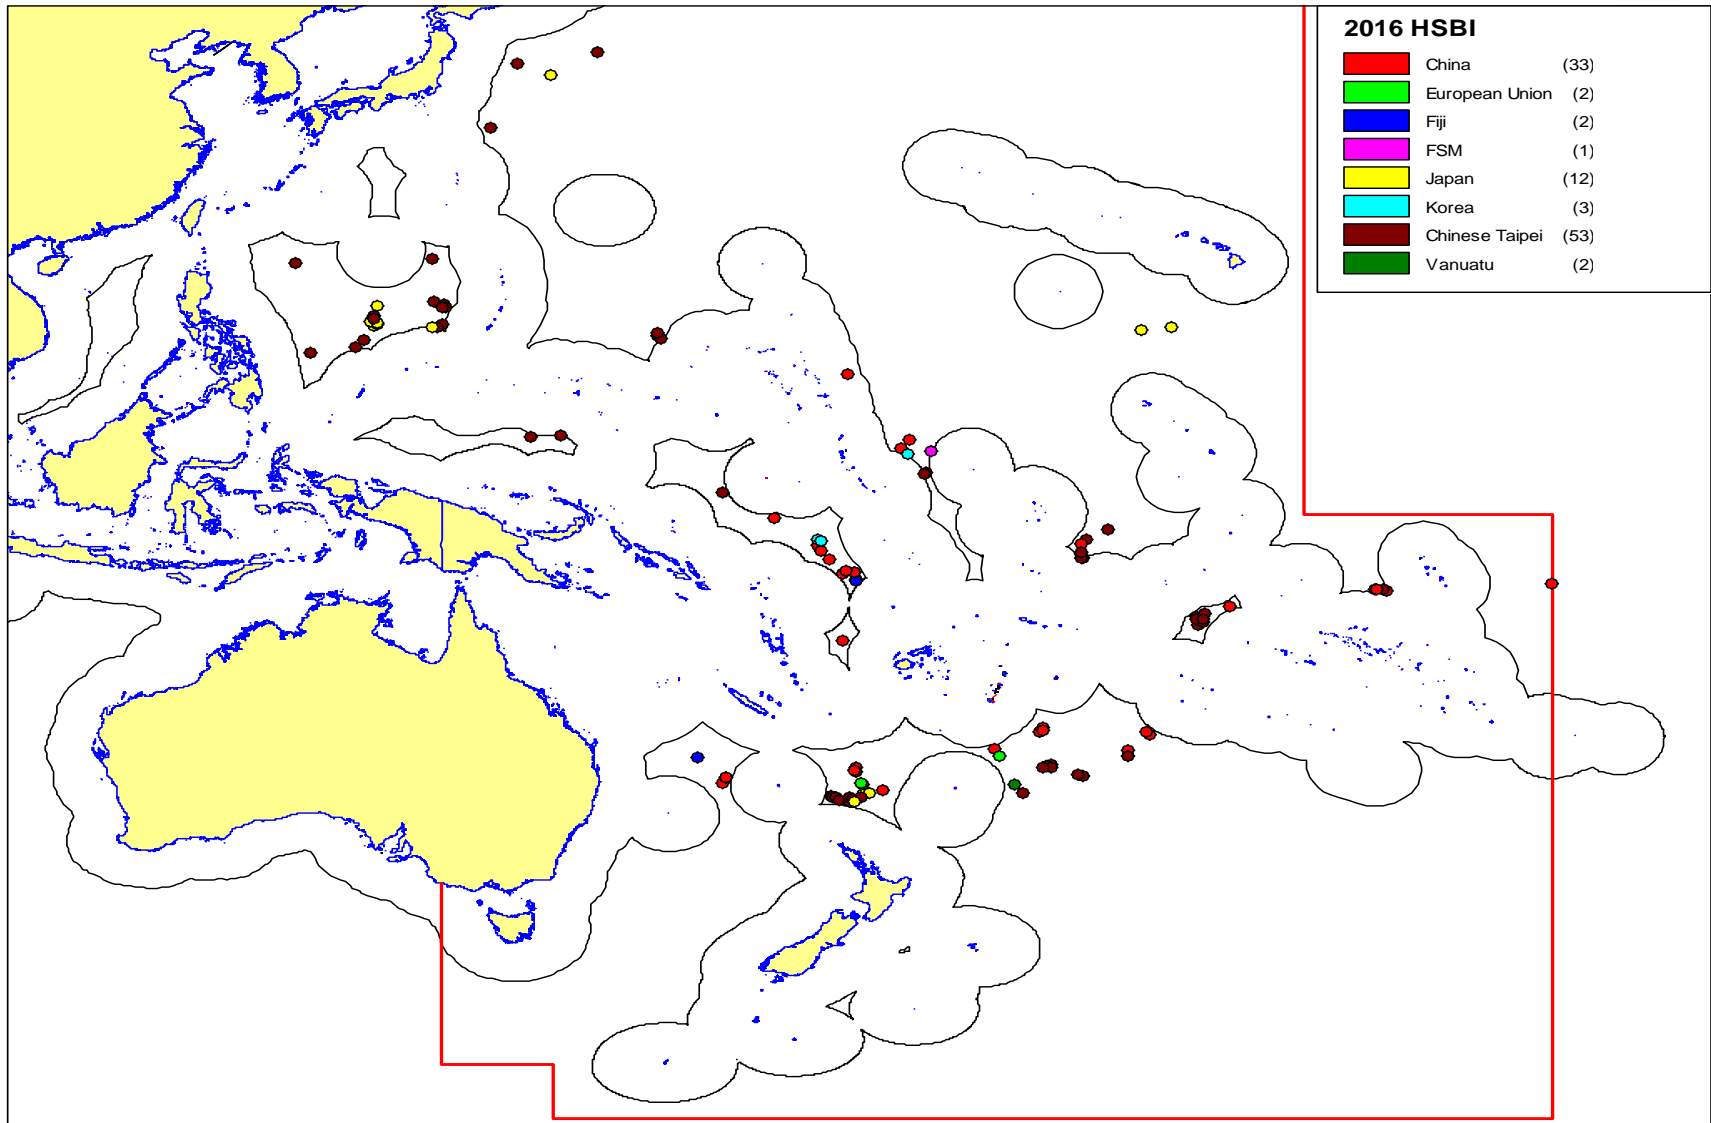 2016 HSBI
China (33)
European Union (2)
Fiji (2)
FSM (1)
Japan (12)
Korea (3)
Chinese Taipei (53)
Vanuatu (2)